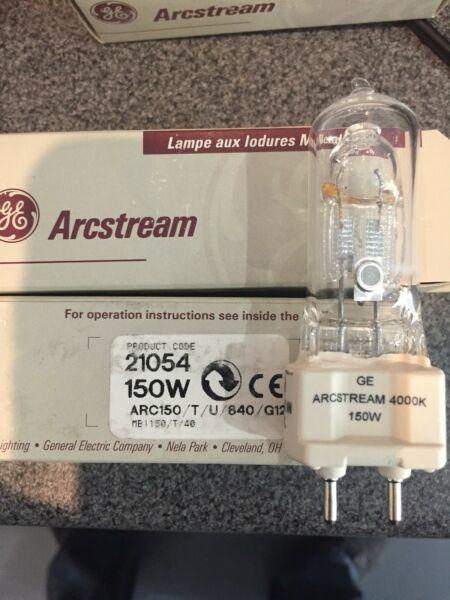 GE Arcstream
Lampe aux Iodures M
GE Arcstream
For operation instructions see inside the
PRODUCT CODE
21054
150W CE
ARC150/T/U/840/G12
MBI150/T/40
ighting • General Electric Company • Nela Park • Cleveland, OH
GE
ARCSTREAM 4000K
150W